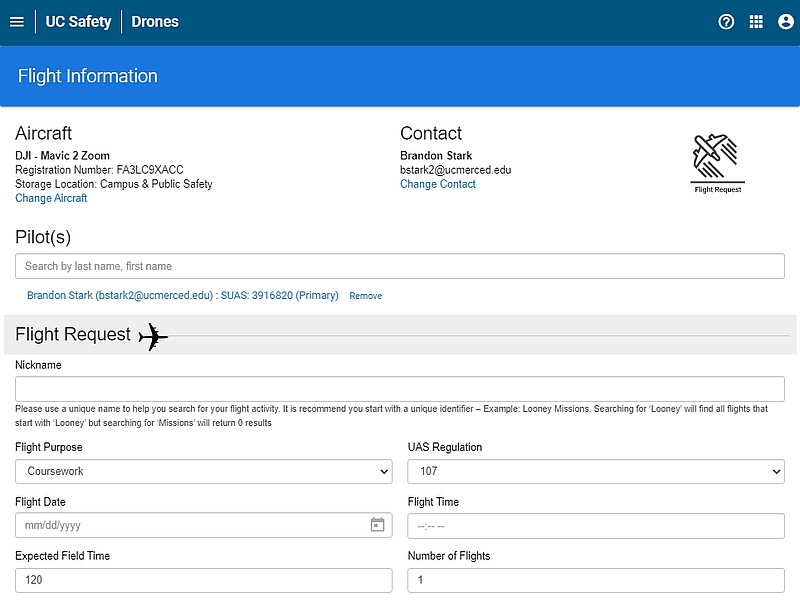 UC Safety Drones
Flight Information
Aircraft
DJI - Mavic 2 Zoom
Registration Number: FA3LC9XACC
Storage Location: Campus & Public Safety
Change Aircraft
Contact
Brandon Stark
bstark2@ucmerced.edu
Change Contact
Flight Request
Pilot(s)
Search by last name, first name
Brandon Stark (bstark2@ucmerced.edu) : SUAS: 3916820 (Primary) Remove
Flight Request
Nickname
Please use a unique name to help you search for your flight activity. It is recommended you start with a unique identifier – Example: Looney Missions. Searching for ‘Looney’ will find all flights that
start with ‘Looney’ but searching for ‘Missions’ will return 0 results
Flight Purpose
Coursework
UAS Regulation
107
Flight Date
mm/dd/yyyy
Flight Time
--:-- --
Expected Field Time
120
Number of Flights
1